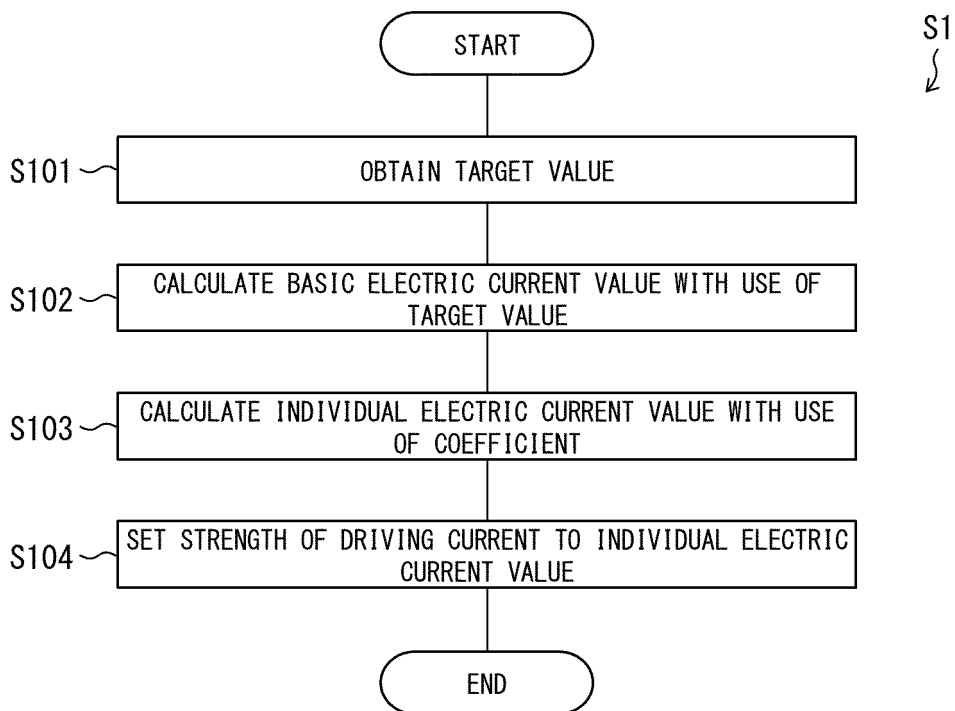 S1
START
S101
OBTAIN TARGET VALUE
S102
CALCULATE BASIC ELECTRIC CURRENT VALUE WITH USE OF
TARGET VALUE
S103
CALCULATE INDIVIDUAL ELECTRIC CURRENT VALUE WITH USE
OF COEFFICIENT
S104
SET STRENGTH OF DRIVING CURRENT TO INDIVIDUAL ELECTRIC
CURRENT VALUE
END